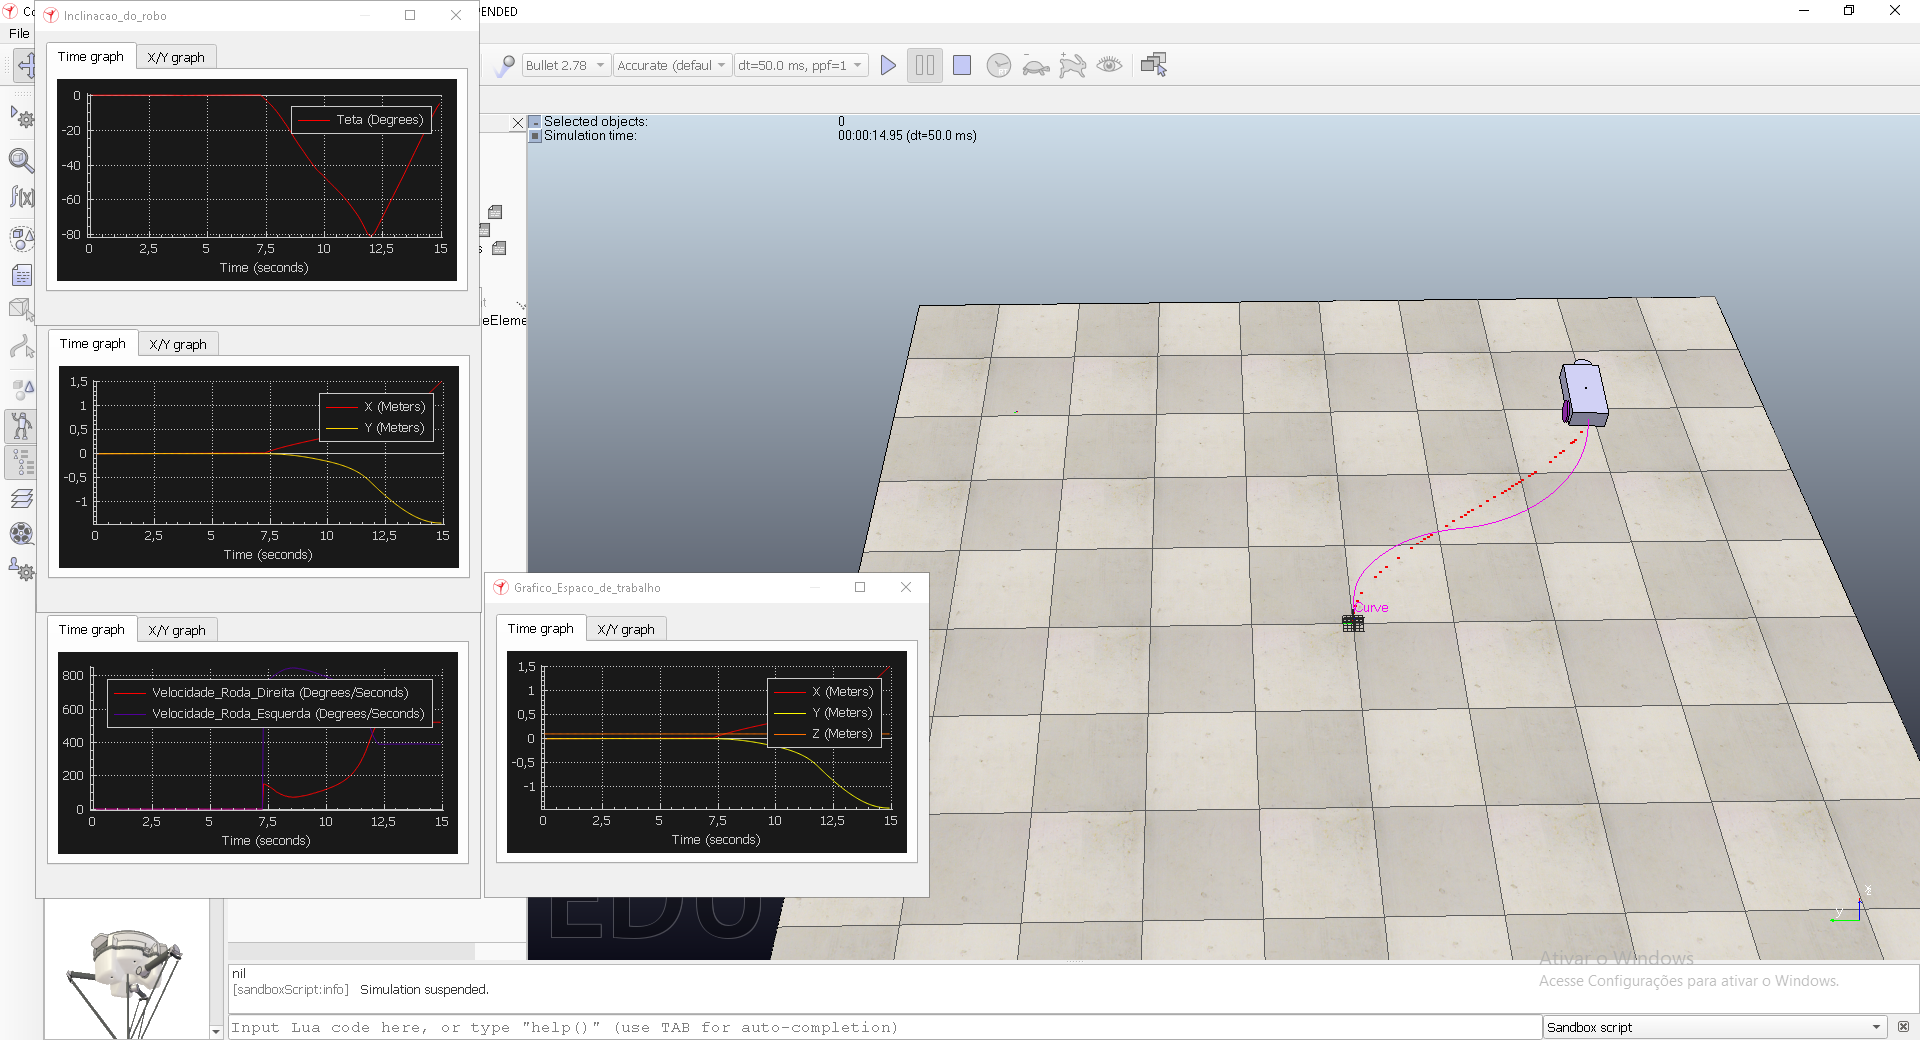 Co
ENDED
File
Inclinacao_do_robo
Time graph
X/Y graph
0
-20
-40
-60
-80
Teta (Degrees)
0 2,5 5 7,5 10 12,5 15
Time (seconds)
Bullet 2.78
Accurate (defaul
dt=50.0 ms, ppf=1
Selected objects: 0
Simulation time: 00:00:14.95 (dt=50.0 ms)
eEleme
Time graph
X/Y graph
1,5
1
0,5
0
-0,5
-1
X (Meters)
Y (Meters)
0 2,5 5 7,5 10 12,5 15
Time (seconds)
Time graph
X/Y graph
800
600
400
200
0
Velocidade_Roda_Direita (Degrees/Seconds)
Velocidade_Roda_Esquerda (Degrees/Seconds)
0 2,5 5 7,5 10 12,5 15
Time (seconds)
Grafico_Espaco_de_trabalho
Time graph
X/Y graph
1,5
1
0,5
0
-0,5
-1
X (Meters)
Y (Meters)
Z (Meters)
0 2,5 5 7,5 10 12,5 15
Time (seconds)
Curve
EDU
x
z
y
Ativar o Windows
Acesse Configurações para ativar o Windows.
nil
[sandboxScript:info] Simulation suspended.
Input Lua code here, or type "help()" (use TAB for auto-completion)
Sandbox script